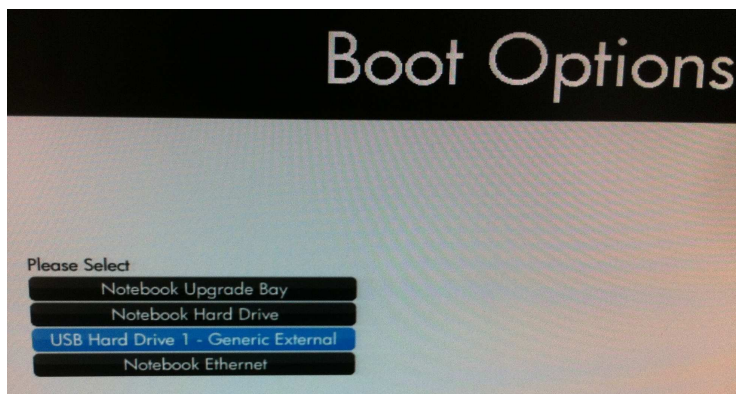 Boot Options
Please Select
Notebook Upgrade Bay
Notebook Hard Drive
USB Hard Drive 1 - Generic External
Notebook Ethernet